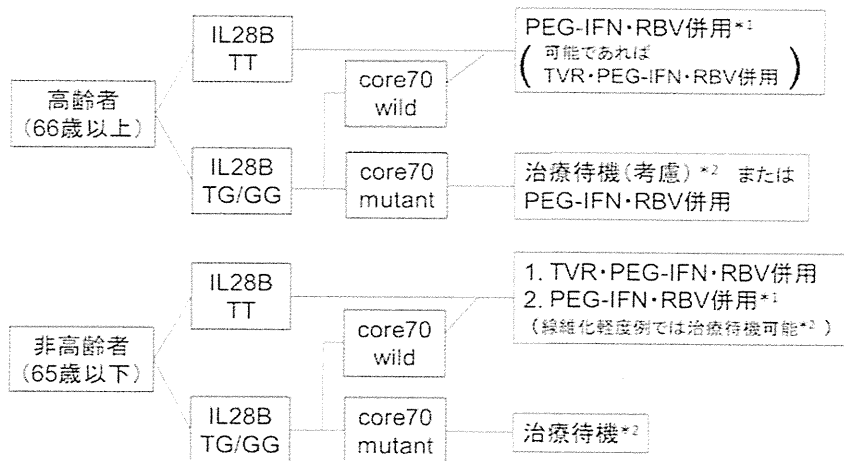 高齢者
(66歳以上)
IL28B
TT
IL28B
TG/GG
core70
wild
core70
mutant
PEG-IFN・RBV併用*1
( 可能であれば
TVR・PEG-IFN・RBV併用 )
治療待機(考慮) *2 または
PEG-IFN・RBV併用
非高齢者
(65歳以下)
IL28B
TT
IL28B
TG/GG
core70
wild
core70
mutant
1. TVR・PEG-IFN・RBV併用
2. PEG-IFN・RBV併用*1
(線維化軽度例では治療待機可能*2 )
治療待機*2